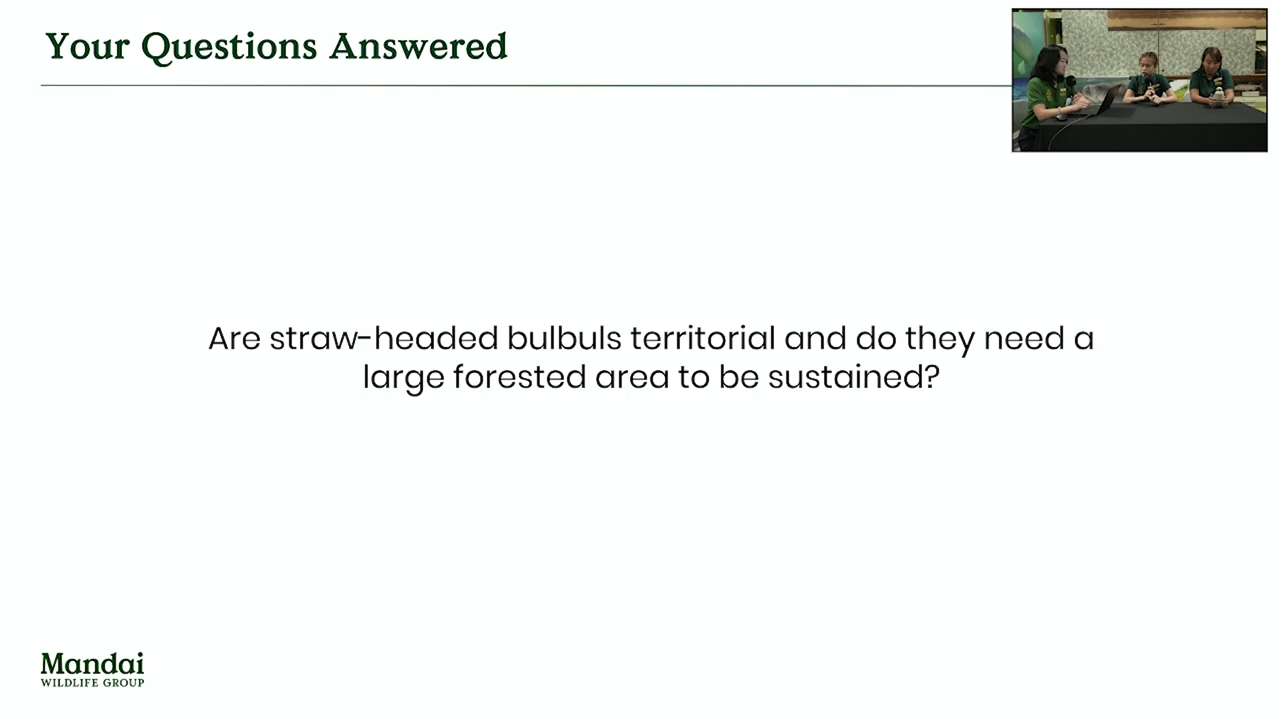 Your Questions Answered
Are straw-headed bulbuls territorial and do they need a
large forested area to be sustained?
Mandai
WILDLIFE GROUP